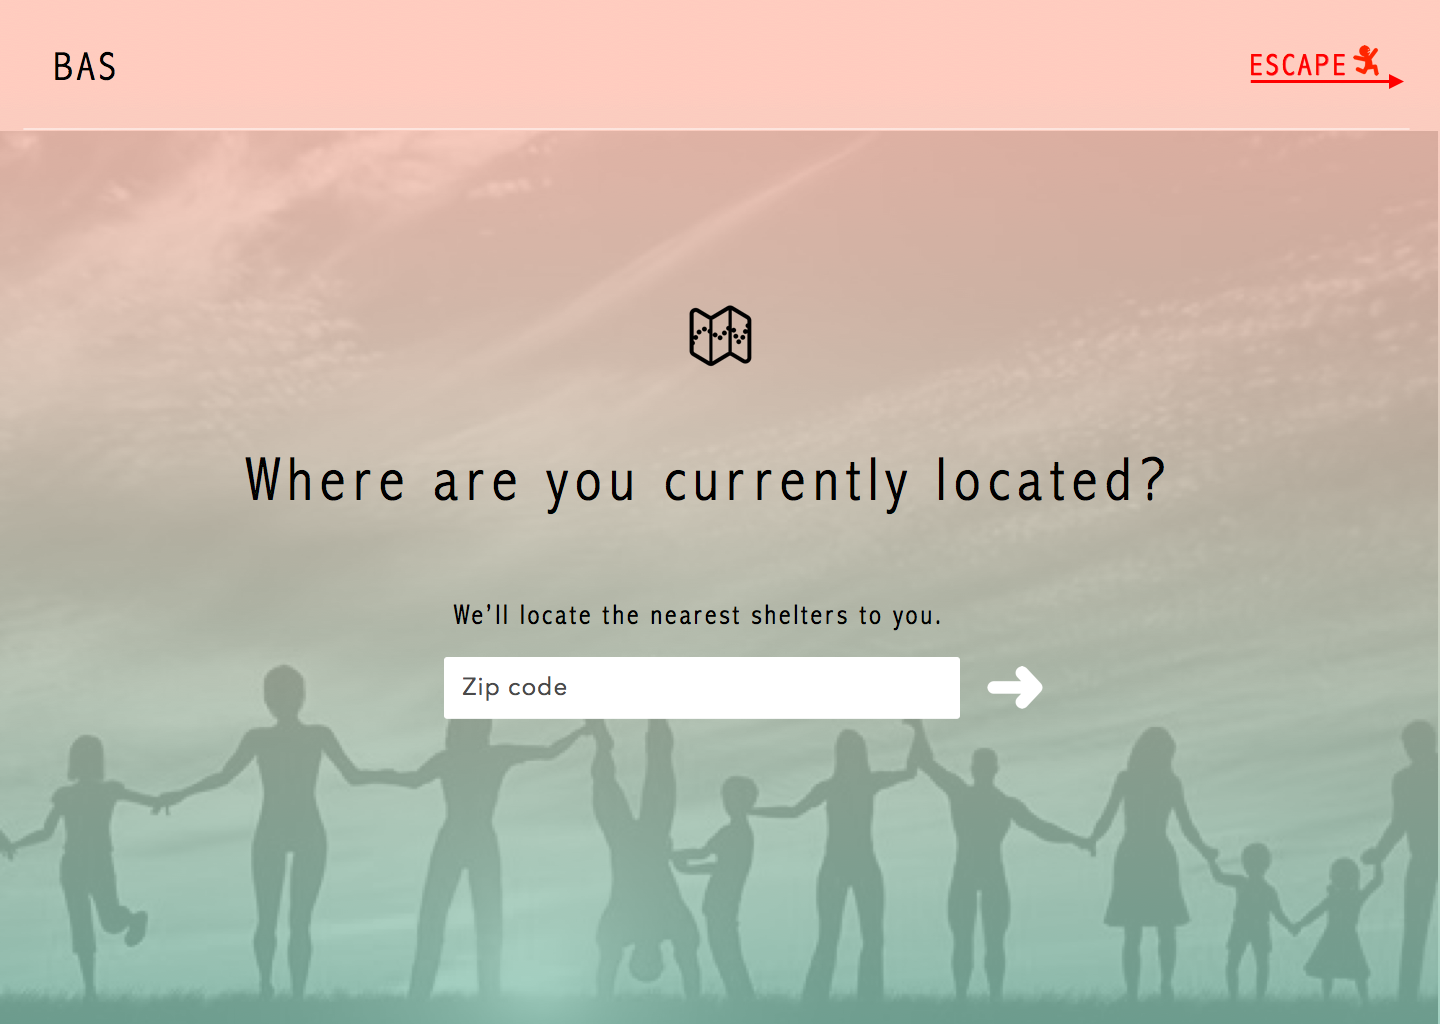 BAS
ESCAPE
Where are you currently located?
We’ll locate the nearest shelters to you.
Zip code